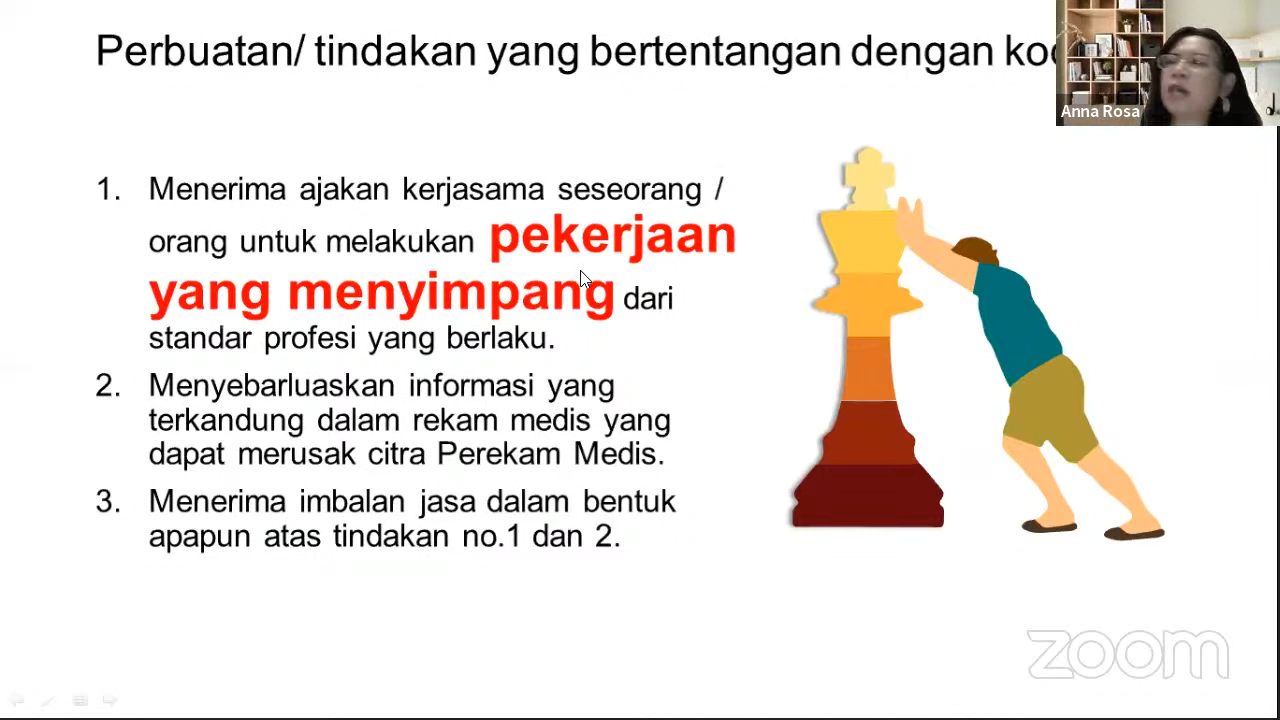 Perbuatan/ tindakan yang bertentangan dengan
Anna Rosa
1. Menerima ajakan kerjasama seseorang /
orang untuk melakukan pekerjaan
yang menyimpang dari
standar profesi yang berlaku.
2. Menyebarluaskan informasi yang
terkandung dalam rekam medis yang
dapat merusak citra Perekam Medis.
3. Menerima imbalan jasa dalam bentuk
apapun atas tindakan no.1 dan 2.
zoom